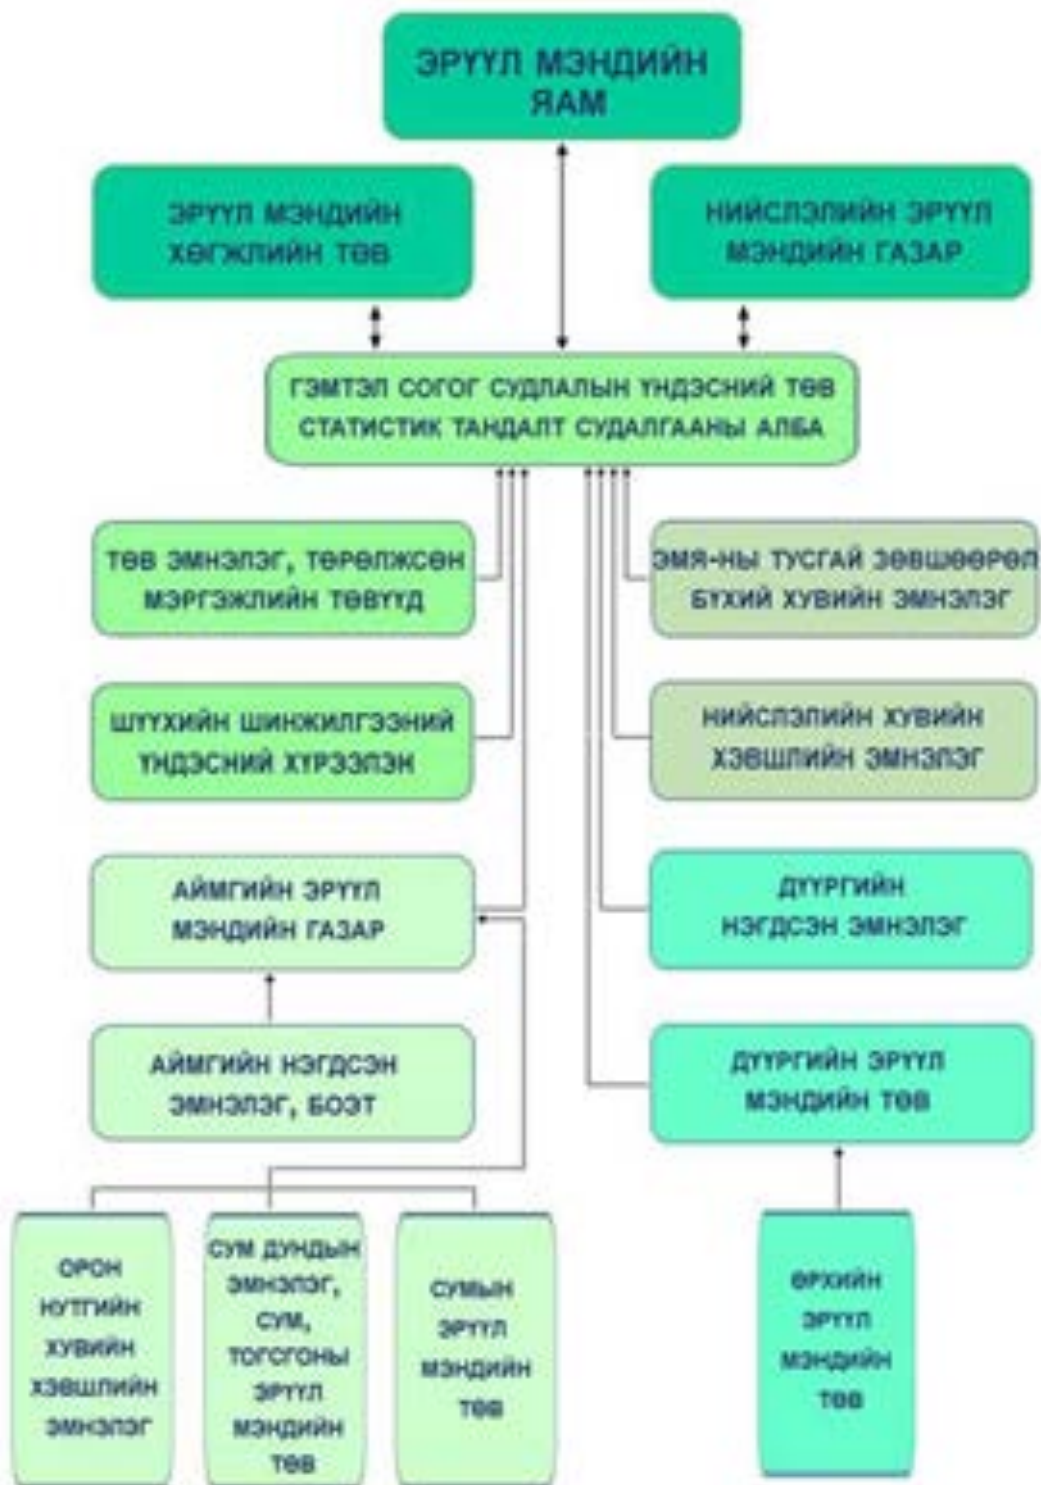 ЭРҮҮЛ МЭНДИЙН
ЯАМ
ЭРҮҮЛ МЭНДИЙН
ХӨГЖЛИЙН ТӨВ
НИЙСЛЭЛИЙН ЭРҮҮЛ
МЭНДИЙН ГАЗАР
ГЭМТЭЛ СОГОГ СУДЛАЛЫН ҮНДЭСНИЙ ТӨВ
СТАТИСТИК ТАНДАЛТ СУДАЛГААНЫ АЛБА
ТӨВ ЭМНЭЛЭГ, ТӨРӨЛЖСӨН
МЭРГЭЖЛИЙН ТӨВҮҮД
ЭМЯ-НЫ ТУСГАЙ ЗӨВШӨӨРӨЛ
БҮХИЙ ХУВИЙН ЭМНЭЛЭГ
ШҮҮХИЙН ШИНЖИЛГЭЭНИЙ
ҮНДЭСНИЙ ХҮРЭЭЛЭН
НИЙСЛЭЛИЙН ХУВИЙН
ХЭВШЛИЙН ЭМНЭЛЭГ
АЙМГИЙН ЭРҮҮЛ
МЭНДИЙН ГАЗАР
ДҮҮРГИЙН
НЭГДСЭН ЭМНЭЛЭГ
АЙМГИЙН НЭГДСЭН
ЭМНЭЛЭГ, БОЭТ
ДҮҮРГИЙН ЭРҮҮЛ
МЭНДИЙН ТӨВ
ОРОН
НУТГИЙН
ХУВИЙН
ХЭВШЛИЙН
ЭМНЭЛЭГ
СУМ ДУНДЫН
ЭМНЭЛЭГ,
СУМ,
ТОГСГОНЫ
ЭРҮҮЛ
МЭНДИЙН
ТӨВ
СУМЫН
ЭРҮҮЛ
МЭНДИЙН
ТӨВ
ӨРХИЙН
ЭРҮҮЛ
МЭНДИЙН
ТӨВ